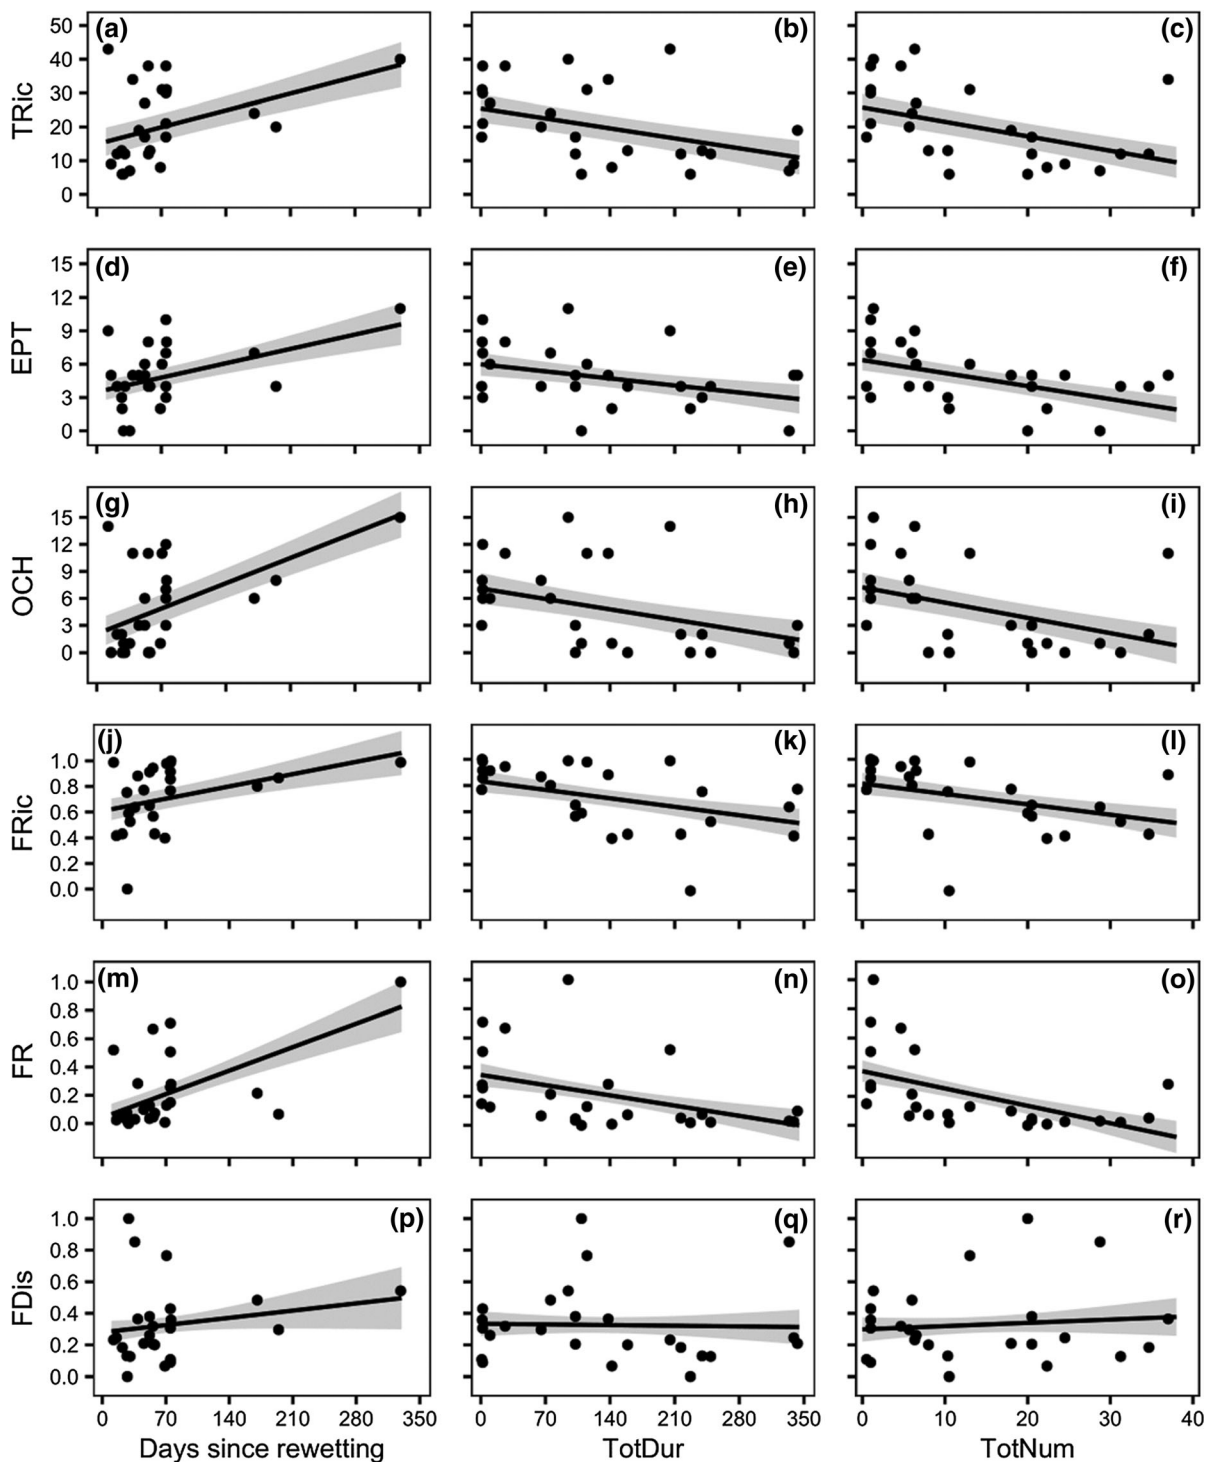 (a) (b) (c)
50
40
30
20
10
0
TRic
(d) (e) (f)
15
12
9
6
3
0
EPT
(g) (h) (i)
15
12
9
6
3
0
OCH
(j) (k) (l)
1.0
0.8
0.6
0.4
0.2
0.0
FRic
(m) (n) (o)
1.0
0.8
0.6
0.4
0.2
0.0
FR
(p) (q) (r)
1.0
0.8
0.6
0.4
0.2
0.0
FDis
0 70 140 210 280 350 0 70 140 210 280 350 0 10 20 30 40
Days since rewetting TotDur TotNum